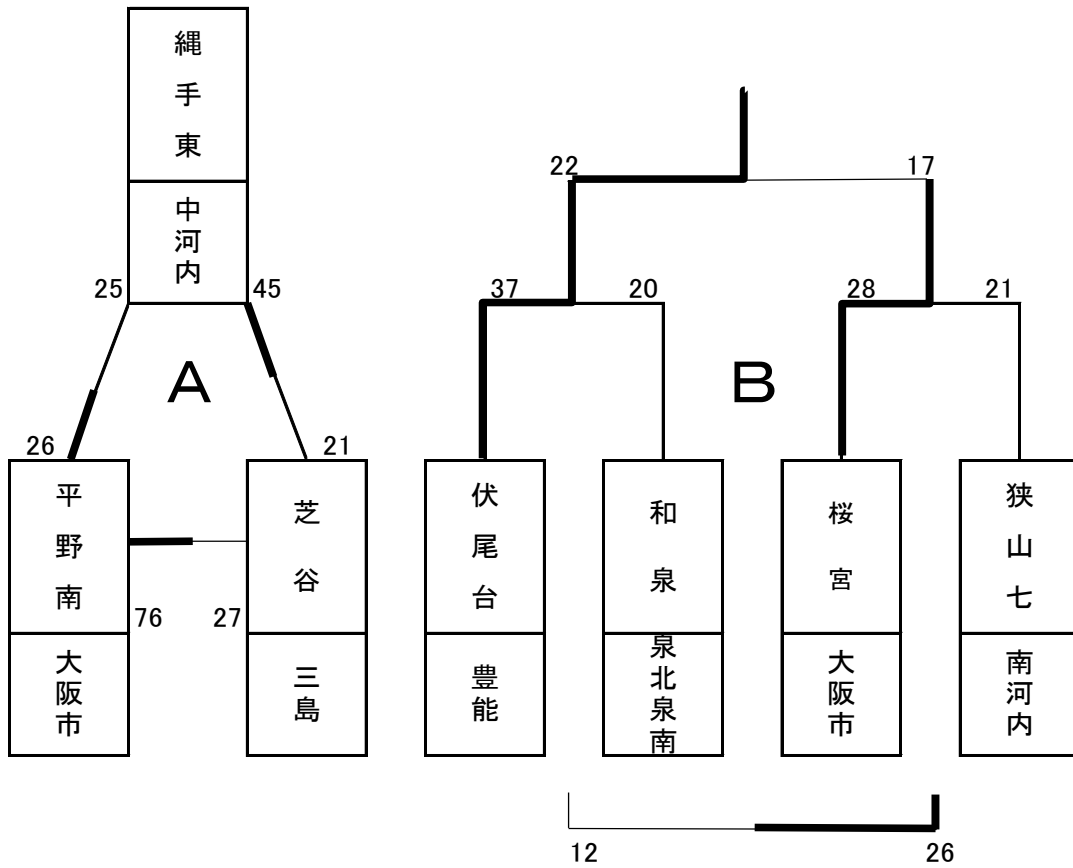 縄手東
中河内
22
17
25
45
37
20
28
21
A
B
26
21
平野南
芝谷
伏尾台
和泉
桜宮
狭山七
76
27
大阪市
三島
豊能
泉北泉南
大阪市
南河内
12
26